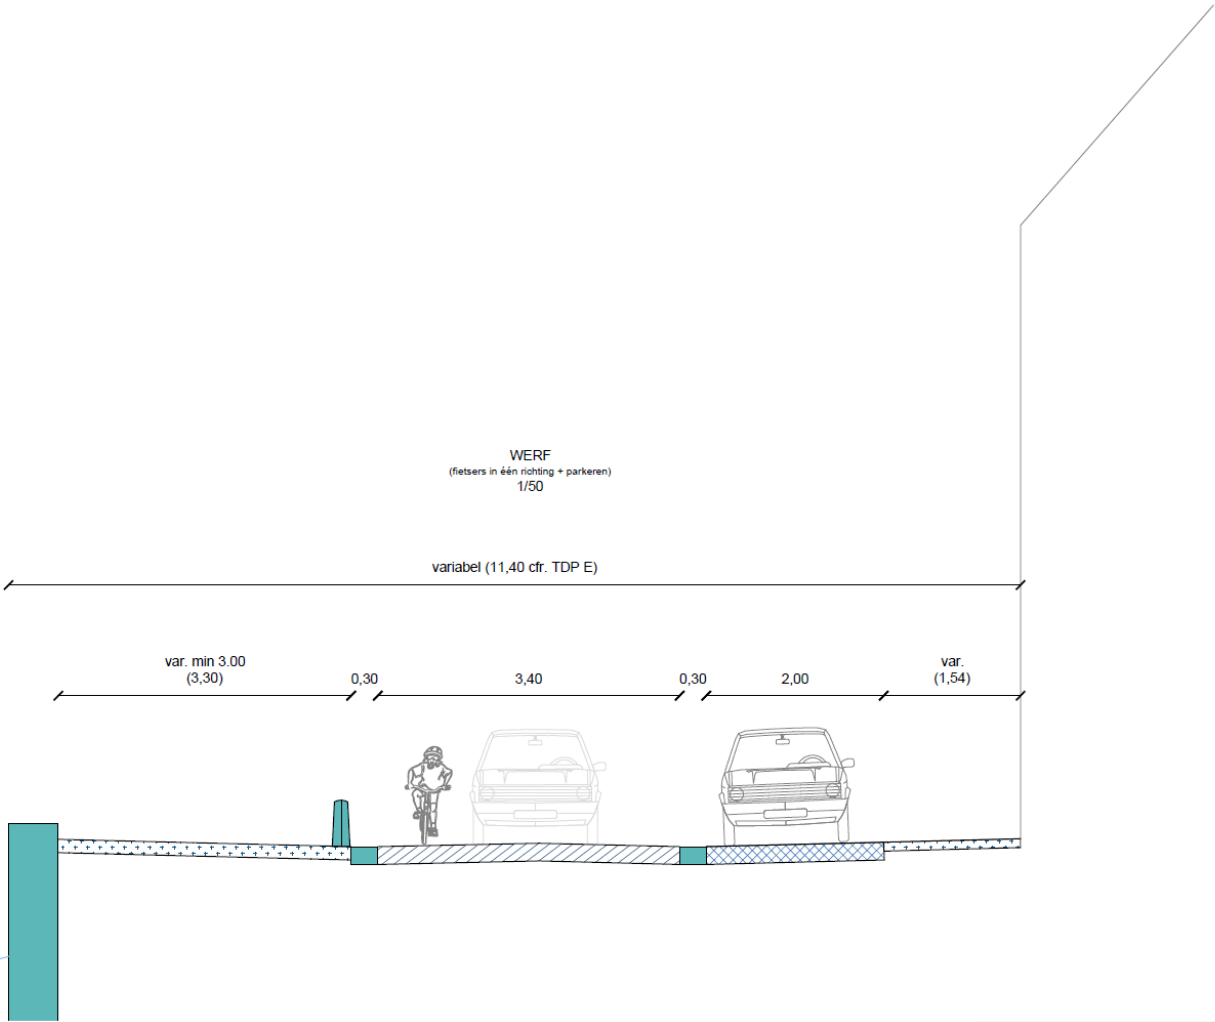 WERF
(fietsers in één richting + parkeren)
1/50
variabel (11,40 cfr. TDP E)
var. min 3.00
(3,30)
0,30
3,40
0,30
2,00
var.
(1,54)